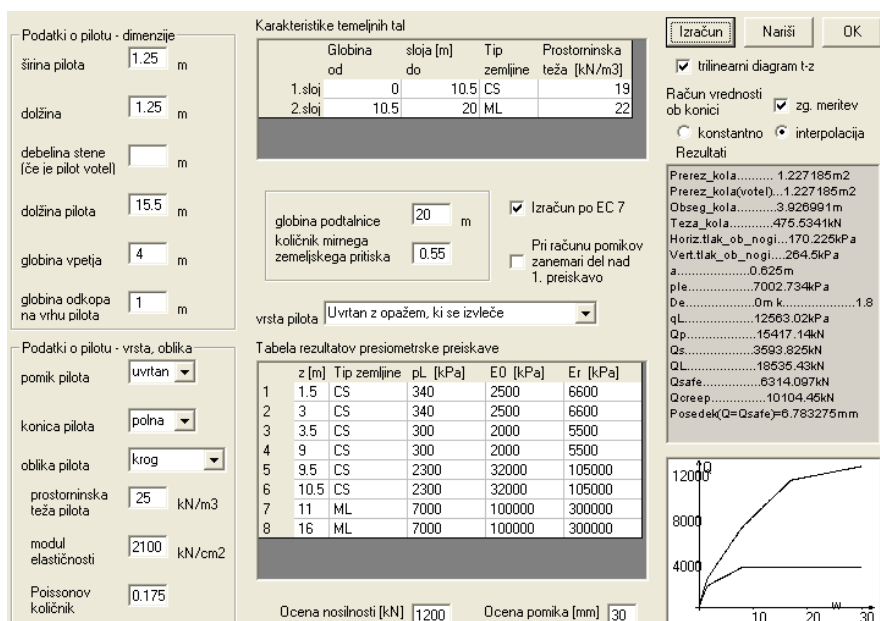 Podatki o pilotu - dimenzije
širina pilota 1.25 m
dolžina 1.25 m
debelina stene (če je pilot votel) m
dolžina pilota 15.5 m
globina vpetja 4 m
globina odkopa na vrhu pilota 1 m
Podatki o pilotu - vrsta, oblika
pomik pilota uvrtan
konica pilota polna
oblika pilota krog
prostorninska teža pilota 25 kN/m3
modul elastičnosti 2100 kN/cm2
Poissonov količnik 0.175
Karakteristike temeljnih tal
Globina sloja [m] Tip Prostorninska
od do zemljine teža [kN/m3]
1.sloj 0 10.5 CS 19
2.sloj 10.5 20 ML 22
globina podtalnice 20 m
količnik mirnega zemeljskega pritiska 0.55
Izračun po EC 7
Pri računu pomikov zanemari del nad 1. preiskavo
vrsta pilota Uvrtan z opažem, ki se izvleče
Tabela rezultatov presiometrske preiskave
z [m] Tip zemljine pL [kPa] E0 [kPa] Er [kPa]
1 1.5 CS 340 2500 6600
2 3 CS 340 2500 6600
3 3.5 CS 300 2000 5500
4 9 CS 300 2000 5500
5 9.5 CS 2300 32000 105000
6 10.5 CS 2300 32000 105000
7 11 ML 7000 100000 300000
8 16 ML 7000 100000 300000
Ocena nosilnosti [kN] 1200 Ocena pomika [mm] 30
Izračun Nariši OK
trilinearni diagram t-z
Račun vrednosti ob konici zg. meritev
konstantno interpolacija
Rezultati
Prerez_kola.......... 1.227185m2
Prerez_kola(votel)...1.227185m2
Obseg_kola............3.926991m
Teza_kola...........475.5341kN
Horiz.tlak_ob_nogi...170.225kPa
Vert.tlak_ob_nogi....264.5kPa
a....................0.625m
ple..................7002.734kPa
De...................0m k...................1.8
qL...................12563.02kPa
Qp...................15417.14kN
Qs...................3593.825kN
QL...................18535.43kN
Qsafe................6314.097kN
Qcreep...............10104.45kN
Posedek(Q=Qsafe)=6.783275mm
12000 Q
8000
4000
10 20 w 30